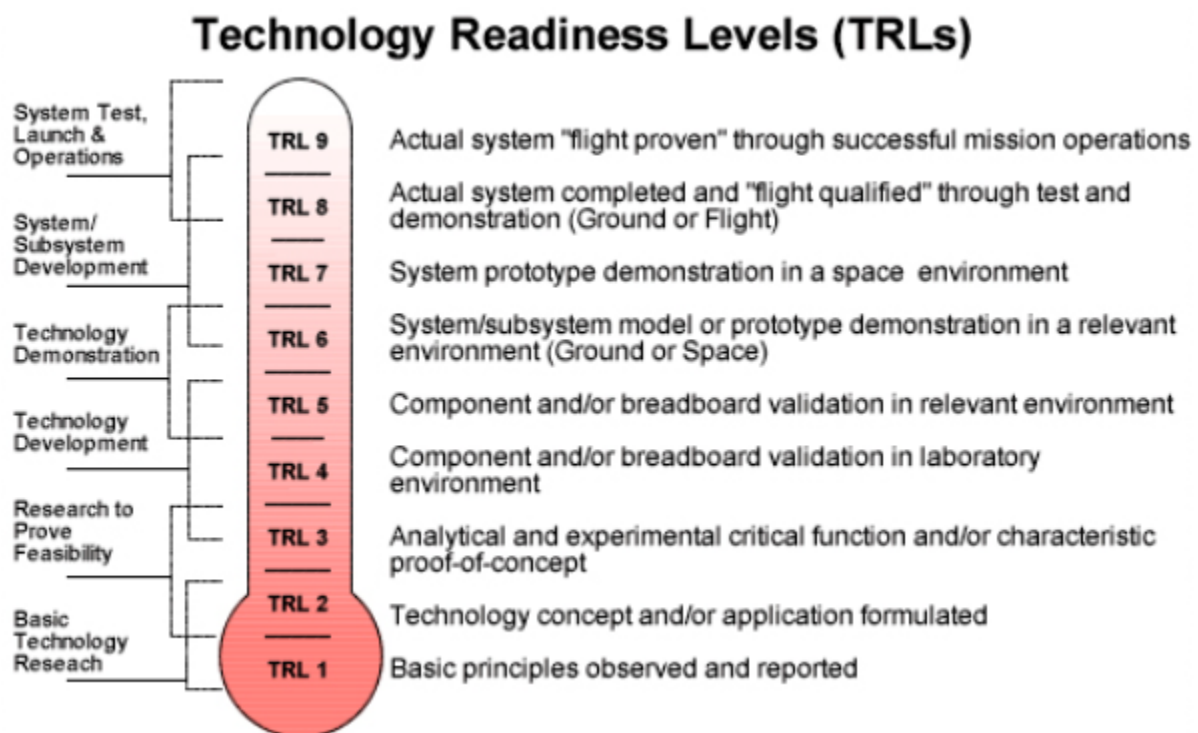 Technology Readiness Levels (TRLs)
System Test,
Launch &
Operations
System/
Subsystem
Development
Technology
Demonstration
Technology
Development
Research to
Prove
Feasibility
Basic
Technology
Reseach
TRL 9
Actual system "flight proven" through successful mission operations
TRL 8
Actual system completed and "flight qualified" through test and
demonstration (Ground or Flight)
TRL 7
System prototype demonstration in a space environment
TRL 6
System/subsystem model or prototype demonstration in a relevant
environment (Ground or Space)
TRL 5
Component and/or breadboard validation in relevant environment
TRL 4
Component and/or breadboard validation in laboratory
environment
TRL 3
Analytical and experimental critical function and/or characteristic
proof-of-concept
TRL 2
Technology concept and/or application formulated
TRL 1
Basic principles observed and reported